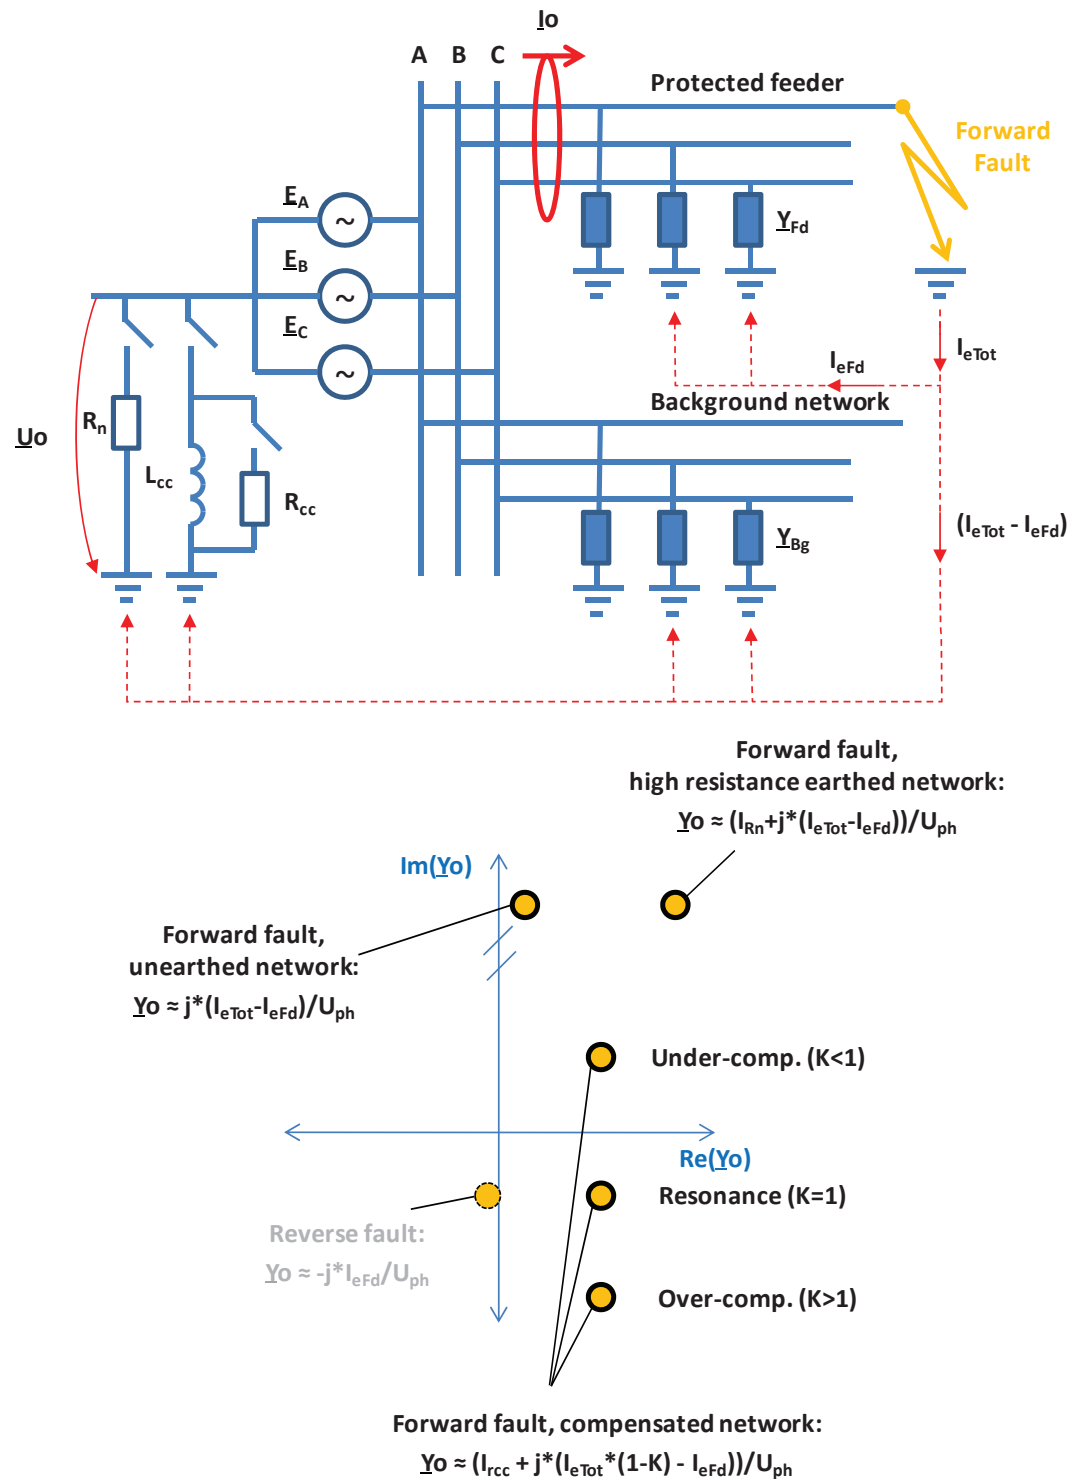 Io
A B C
Protected feeder
Forward
Fault
EA
YFd
EB
EC
IeTot
IeFd
Background network
Rn
Uo
Lcc
Rcc
(IeTot - IeFd)
YBg
Forward fault,
high resistance earthed network:
Yo ≈ (IRn+j*(IeTot-IeFd))/Uph
Im(Yo)
Forward fault,
unearthed network:
Yo ≈ j*(IeTot-IeFd)/Uph
Under-comp. (K<1)
Re(Yo)
Resonance (K=1)
Reverse fault:
Yo ≈ -j*IeFd/Uph
Over-comp. (K>1)
Forward fault, compensated network:
Yo ≈ (Ircc + j*(IeTot*(1-K) - IeFd))/Uph